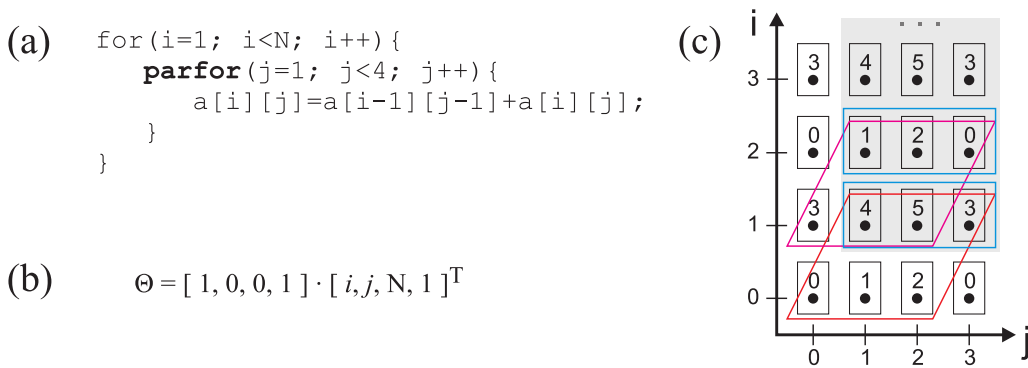 (a)
for(i=1; i<N; i++){
parfor(j=1; j<4; j++){
a[i][j]=a[i-1][j-1]+a[i][j];
}
}
(b)
Θ = [ 1, 0, 0, 1 ] · [ i, j, N, 1 ]ᵀ
(c)
i
. . .
3 3 4 5 3
2 0 1 2 0
1 3 4 5 3
0 0 1 2 0
0 1 2 3
j